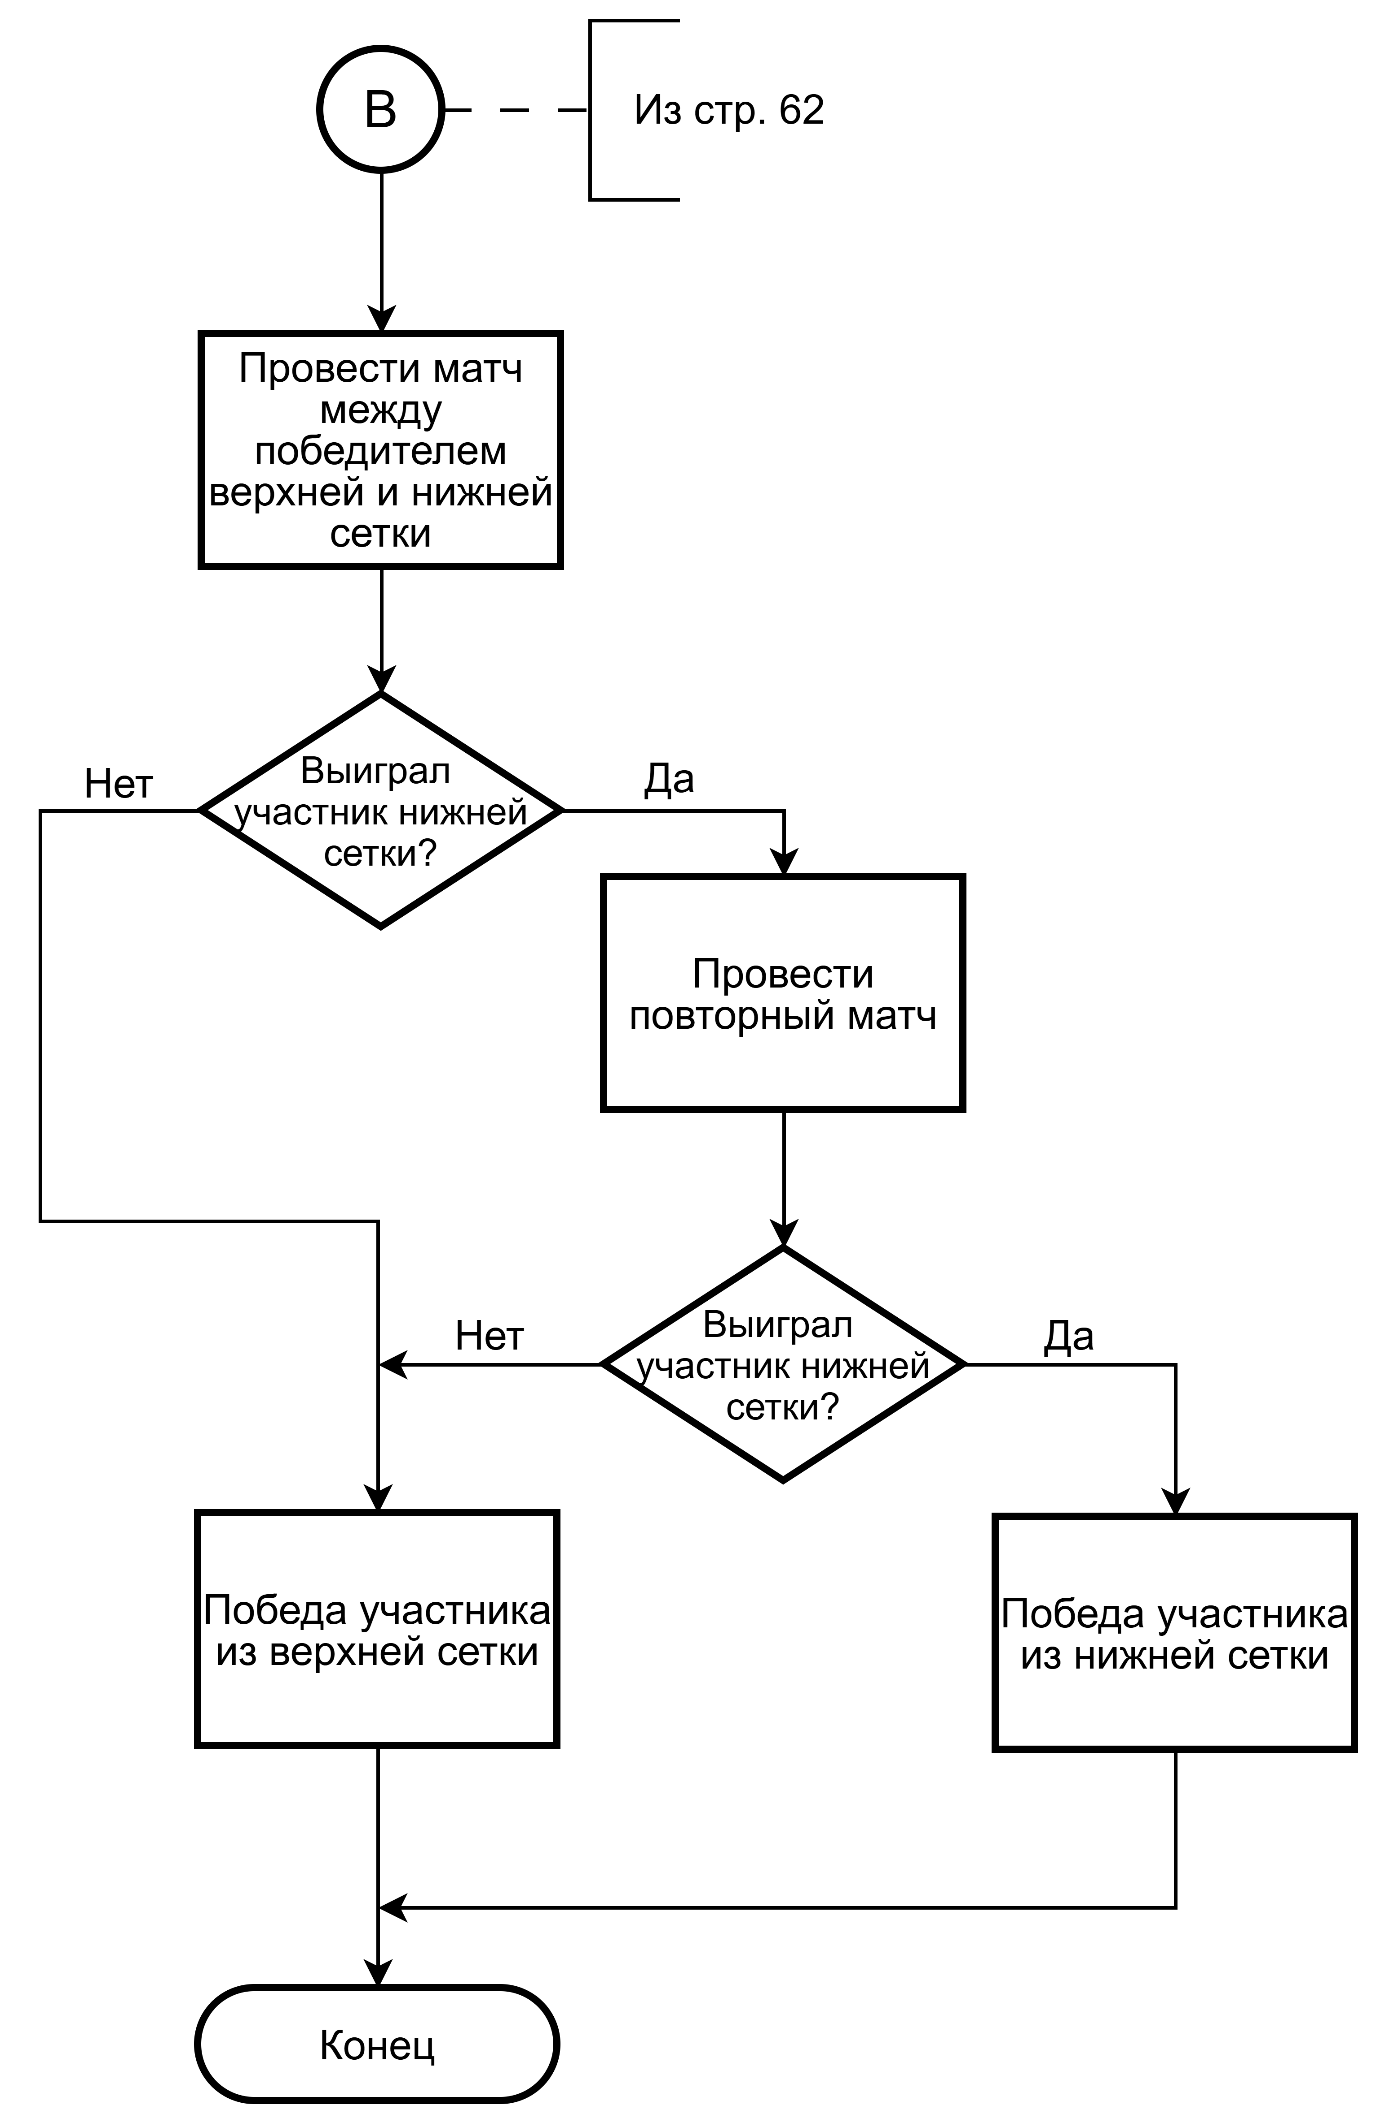 В
Из стр. 62
Провести матч
между
победителем
верхней и нижней
сетки
Нет
Выиграл
участник нижней
сетки?
Да
Провести
повторный матч
Нет
Выиграл
участник нижней
сетки?
Да
Победа участника
из верхней сетки
Победа участника
из нижней сетки
Конец